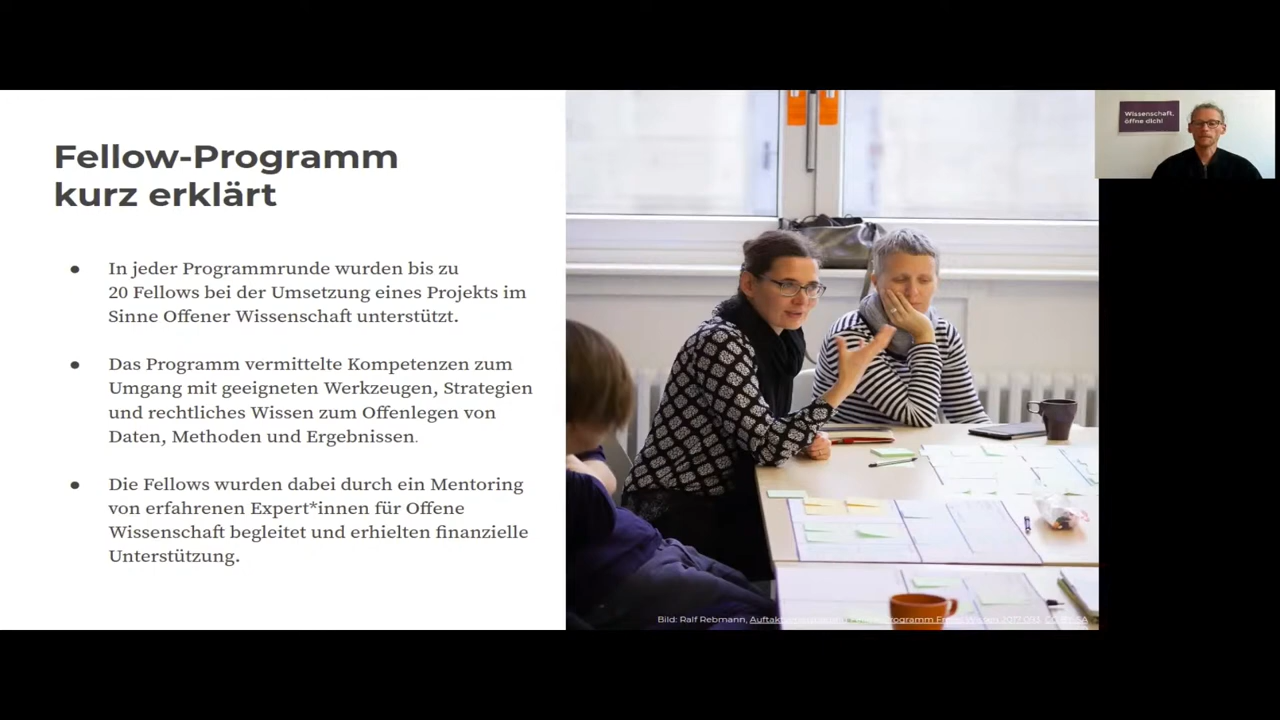 Fellow-Programm
kurz erklärt
● In jeder Programmrunde wurden bis zu
20 Fellows bei der Umsetzung eines Projekts im
Sinne Offener Wissenschaft unterstützt.
● Das Programm vermittelte Kompetenzen zum
Umgang mit geeigneten Werkzeugen, Strategien
und rechtliches Wissen zum Offenlegen von
Daten, Methoden und Ergebnissen.
● Die Fellows wurden dabei durch ein Mentoring
von erfahrenen Expert*innen für Offene
Wissenschaft begleitet und erhielten finanzielle
Unterstützung.
Wissenschaft,
öffne dich!
Bild: Ralf Rebmann,